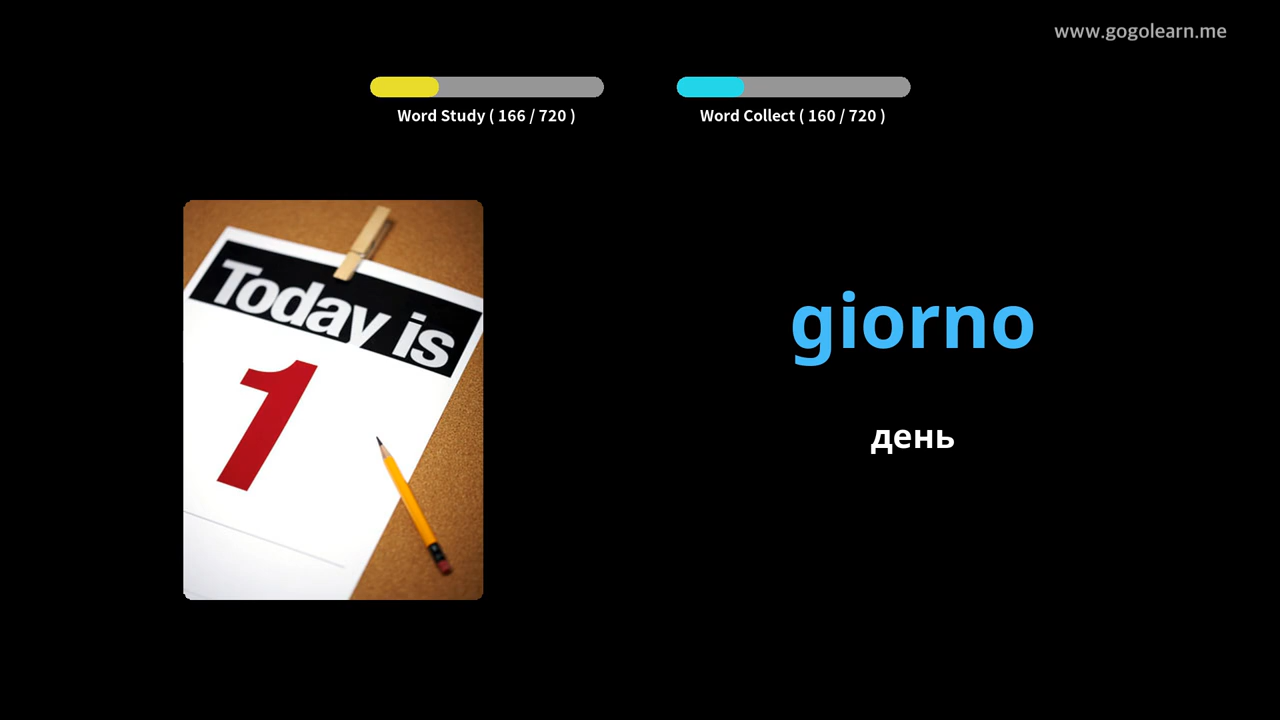 www.gogolearn.me
Word Study ( 166 / 720 )
Word Collect ( 160 / 720 )
Today is
1
giorno
день